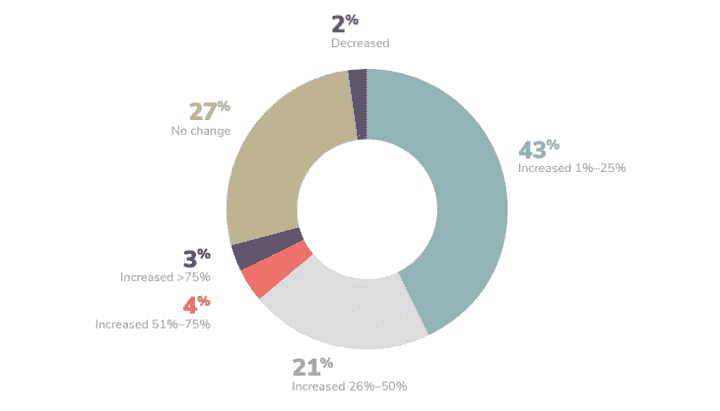 2%
Decreased
27%
No change
43%
Increased 1%–25%
3%
Increased >75%
4%
Increased 51%–75%
21%
Increased 26%–50%